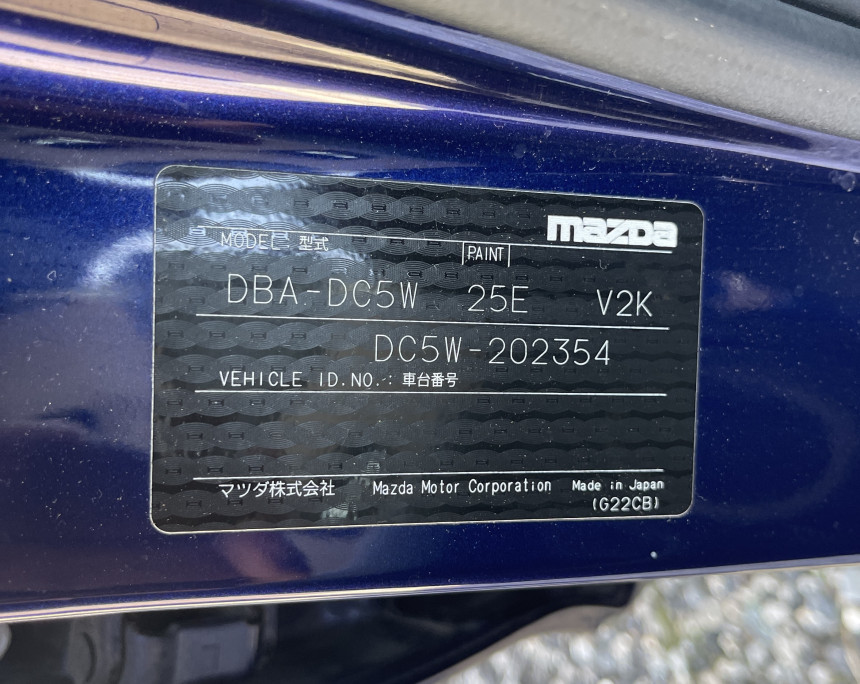 mazda
MODEL: 型式 PAINT
DBA-DC5W 25E V2K
DC5W-202354
VEHICLE ID.NO.: 車台番号
マツダ株式会社 Mazda Motor Corporation Made in Japan
(G22CB)